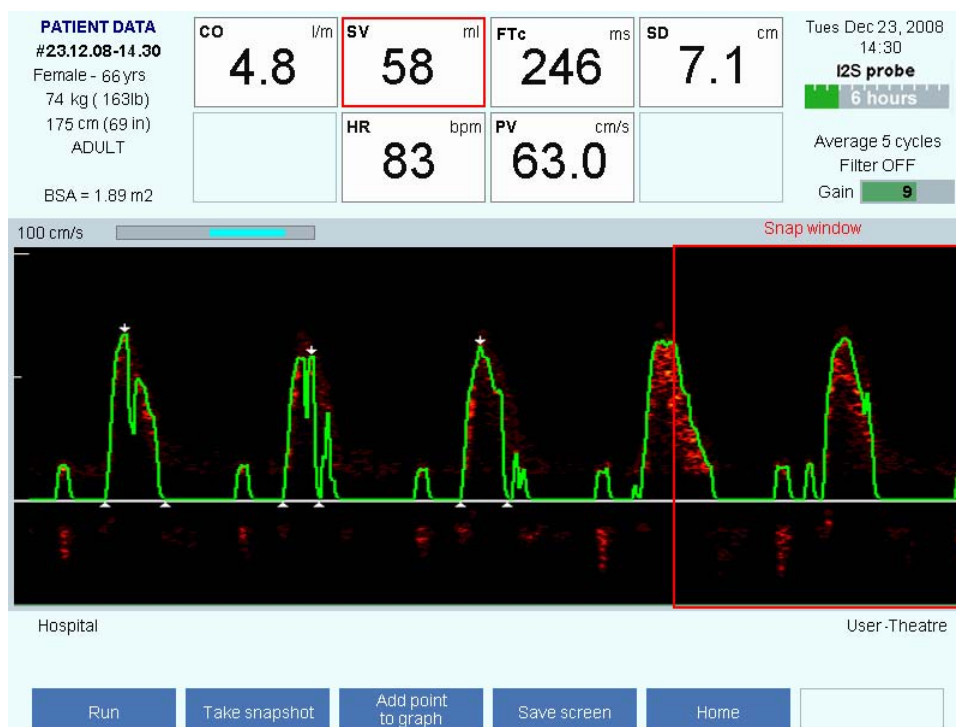 PATIENT DATA
#23.12.08-14.30
Female - 66 yrs
74 kg ( 163lb)
175 cm (69 in)
ADULT
BSA = 1.89 m2
CO l/m
4.8
SV ml
58
FTc ms
246
SD cm
7.1
HR bpm
83
PV cm/s
63.0
Tues Dec 23, 2008
14:30
I2S probe
6 hours
Average 5 cycles
Filter OFF
Gain 9
100 cm/s
Snap window
Hospital
User-Theatre
Run
Take snapshot
Add point
to graph
Save screen
Home